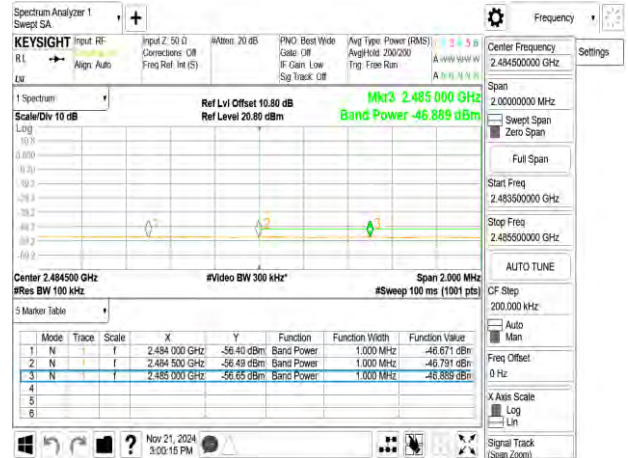 Spectrum Analyzer 1
Swept SA
+
Frequency
KEYSIGHT
Input: RF
Input Z: 50 Ω
#Atten: 20 dB
PNO: Best Wide
Avg Type: Power (RMS)
RL
Align: Auto
Corrections: Off
Freq Ref: Int (S)
Gate: Off
IF Gain: Low
Sig Track: Off
Avg|Hold: 200/200
Trig: Free Run
Center Frequency
2.484500000 GHz
Settings
Span
2.00000000 MHz
Swept Span
Zero Span
Full Span
Start Freq
2.483500000 GHz
Stop Freq
2.485500000 GHz
AUTO TUNE
CF Step
200.000 kHz
Auto
Man
Freq Offset
0 Hz
X Axis Scale
Log
Lin
Signal Track
(Span Zoom)
1 Spectrum
Scale/Div 10 dB
Ref Lvl Offset 10.80 dB
Ref Level 20.80 dBm
Mkr3 2.485 000 GHz
Band Power -46.889 dBm
Log
2
3
Center 2.484500 GHz
#Video BW 300 kHz*
Span 2.000 MHz
#Res BW 100 kHz
#Sweep 100 ms (1001 pts)
5 Marker Table
Mode Trace Scale X Y Function Function Width Function Value
1 N 1 f 2.484 000 GHz -56.40 dBm Band Power 1.000 MHz -46.671 dBm
2 N 1 f 2.484 500 GHz -56.49 dBm Band Power 1.000 MHz -46.791 dBm
3 N 1 f 2.485 000 GHz -56.65 dBm Band Power 1.000 MHz -46.889 dBm
4
5
6
?
Nov 21, 2024
3:00:15 PM